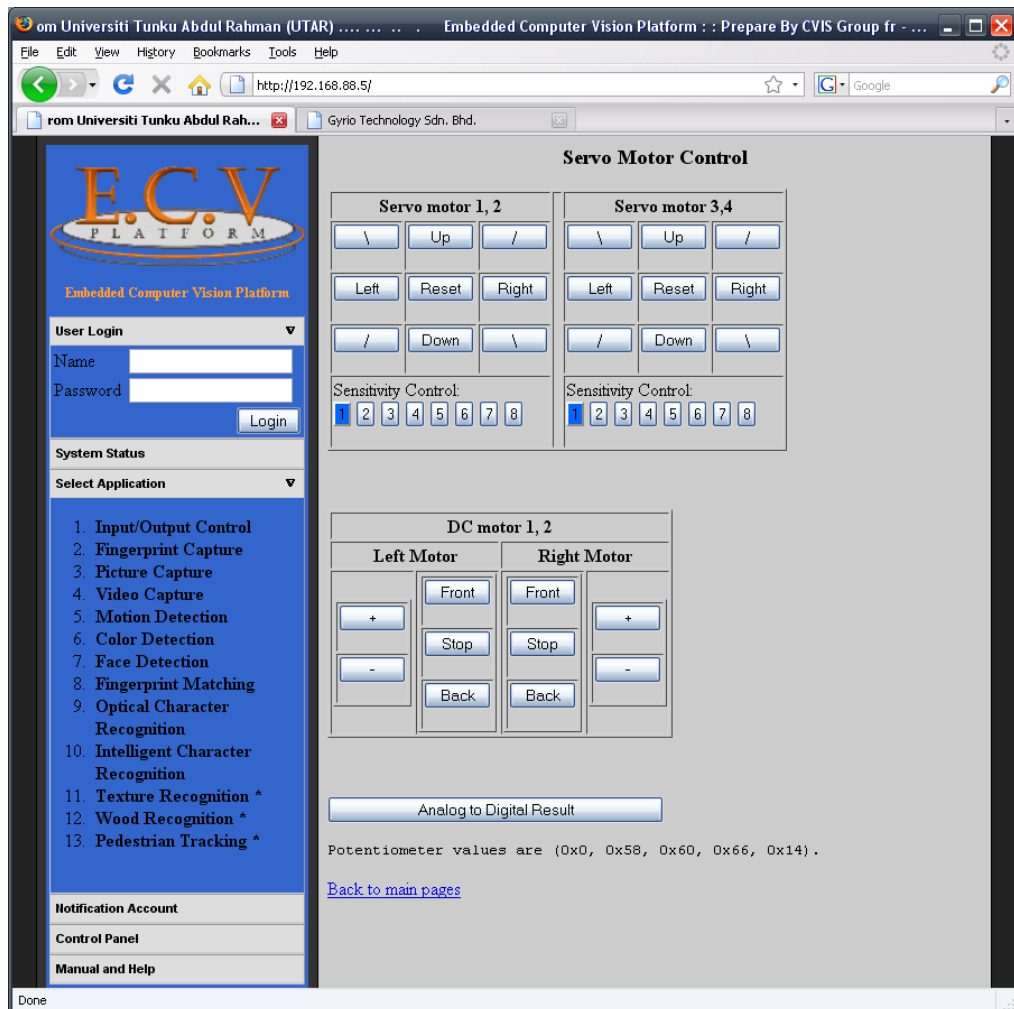 om Universiti Tunku Abdul Rahman (UTAR) .... ... .. . Embedded Computer Vision Platform : : Prepare By CVIS Group fr - ...
File Edit View History Bookmarks Tools Help
http://192.168.88.5/
G Google
rom Universiti Tunku Abdul Rah...
Gyrio Technology Sdn. Bhd.
E.C.V
PLATFORM
Embedded Computer Vision Platform
User Login
Name
Password
Login
System Status
Select Application
1. Input/Output Control
2. Fingerprint Capture
3. Picture Capture
4. Video Capture
5. Motion Detection
6. Color Detection
7. Face Detection
8. Fingerprint Matching
9. Optical Character
Recognition
10. Intelligent Character
Recognition
11. Texture Recognition *
12. Wood Recognition *
13. Pedestrian Tracking *
Notification Account
Control Panel
Manual and Help
Servo Motor Control
Servo motor 1, 2
\ Up /
Left Reset Right
/ Down \
Sensitivity Control:
1 2 3 4 5 6 7 8
Servo motor 3,4
\ Up /
Left Reset Right
/ Down \
Sensitivity Control:
1 2 3 4 5 6 7 8
DC motor 1, 2
Left Motor Right Motor
Front Front
+ +
Stop Stop
- -
Back Back
Analog to Digital Result
Potentiometer values are (0x0, 0x58, 0x60, 0x66, 0x14).
Back to main pages
Done